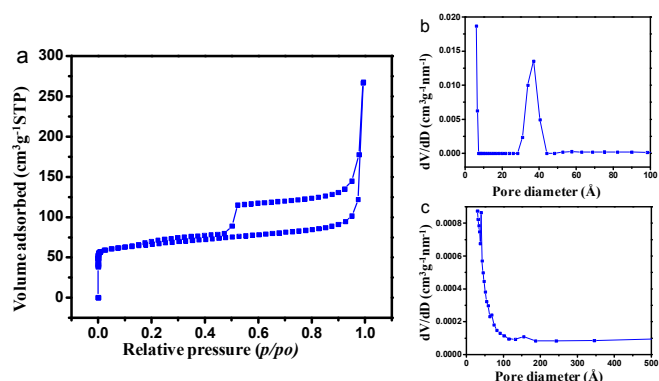 a
Volume adsorbed (cm³g⁻¹STP)
300
250
200
150
100
50
0
0.0 0.2 0.4 0.6 0.8 1.0
Relative pressure (p/po)
b
dV/dD (cm³g⁻¹nm⁻¹)
0.020
0.015
0.010
0.005
0.000
0 20 40 60 80 100
Pore diameter (Å)
c
dV/dD (cm³g⁻¹nm⁻¹)
0.0008
0.0006
0.0004
0.0002
0.0000
0 100 200 300 400 500
Pore diameter (Å)